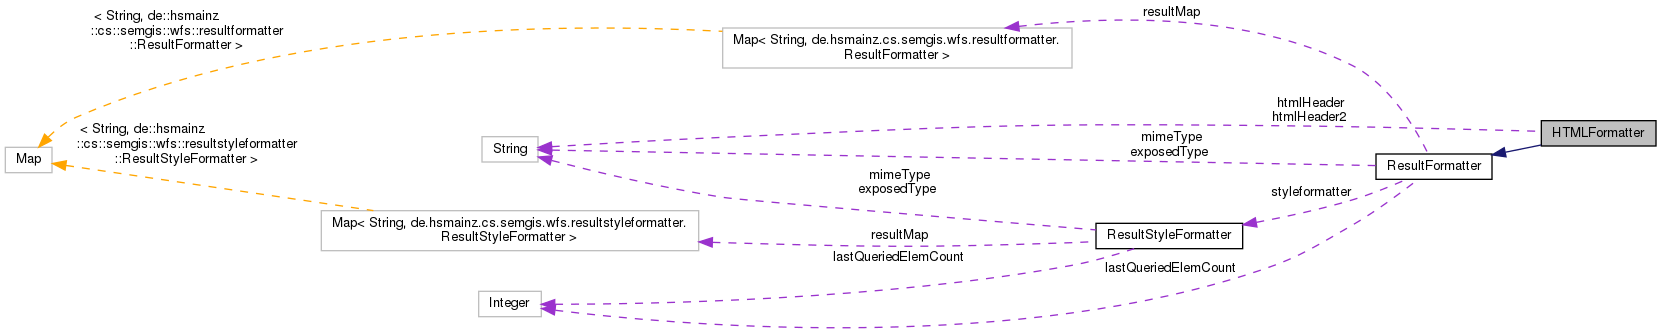 < String, de::hsmainz
::cs::semgis::wfs::resultformatter
::ResultFormatter >
resultMap
Map< String, de.hsmainz.cs.semgis.wfs.resultformatter.
ResultFormatter >
htmlHeader
htmlHeader2
HTMLFormatter
< String, de::hsmainz
::cs::semgis::wfs::resultstyleformatter
::ResultStyleFormatter >
Map
String
mimeType
exposedType
ResultFormatter
mimeType
exposedType
styleformatter
Map< String, de.hsmainz.cs.semgis.wfs.resultstyleformatter.
ResultStyleFormatter >
resultMap
ResultStyleFormatter
lastQueriedElemCount
lastQueriedElemCount
Integer